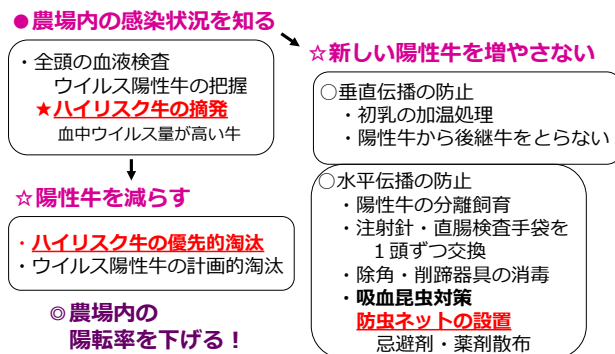 ●農場内の感染状況を知る
・全頭の血液検査
ウイルス陽性牛の把握
★ハイリスク牛の摘発
血中ウイルス量が高い牛
☆陽性牛を減らす
・ハイリスク牛の優先的淘汰
・ウイルス陽性牛の計画的淘汰
◎農場内の
陽転率を下げる！
☆新しい陽性牛を増やさない
○垂直伝播の防止
・初乳の加温処理
・陽性牛から後継牛をとらない
○水平伝播の防止
・陽性牛の分離飼育
・注射針・直腸検査手袋を
１頭ずつ交換
・除角・削蹄器具の消毒
・吸血昆虫対策
防虫ネットの設置
忌避剤・薬剤散布